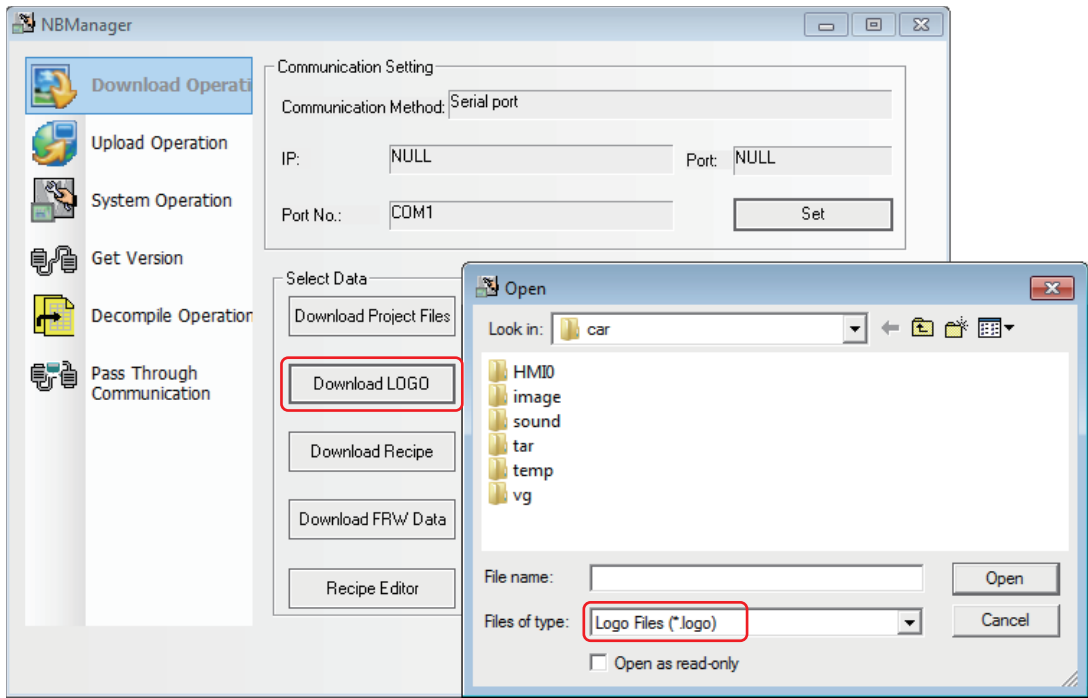 NBManager
Download Operati
Upload Operation
System Operation
Get Version
Decompile Operation
Pass Through
Communication
Communication Setting
Communication Method: Serial port
IP: NULL Port: NULL
Port No.: COM1 Set
Select Data
Download Project Files
Download LOGO
Download Recipe
Download FRW Data
Recipe Editor
Open
Look in: car
HMI0
image
sound
tar
temp
vg
File name: Open
Files of type: Logo Files (*.logo) Cancel
Open as read-only